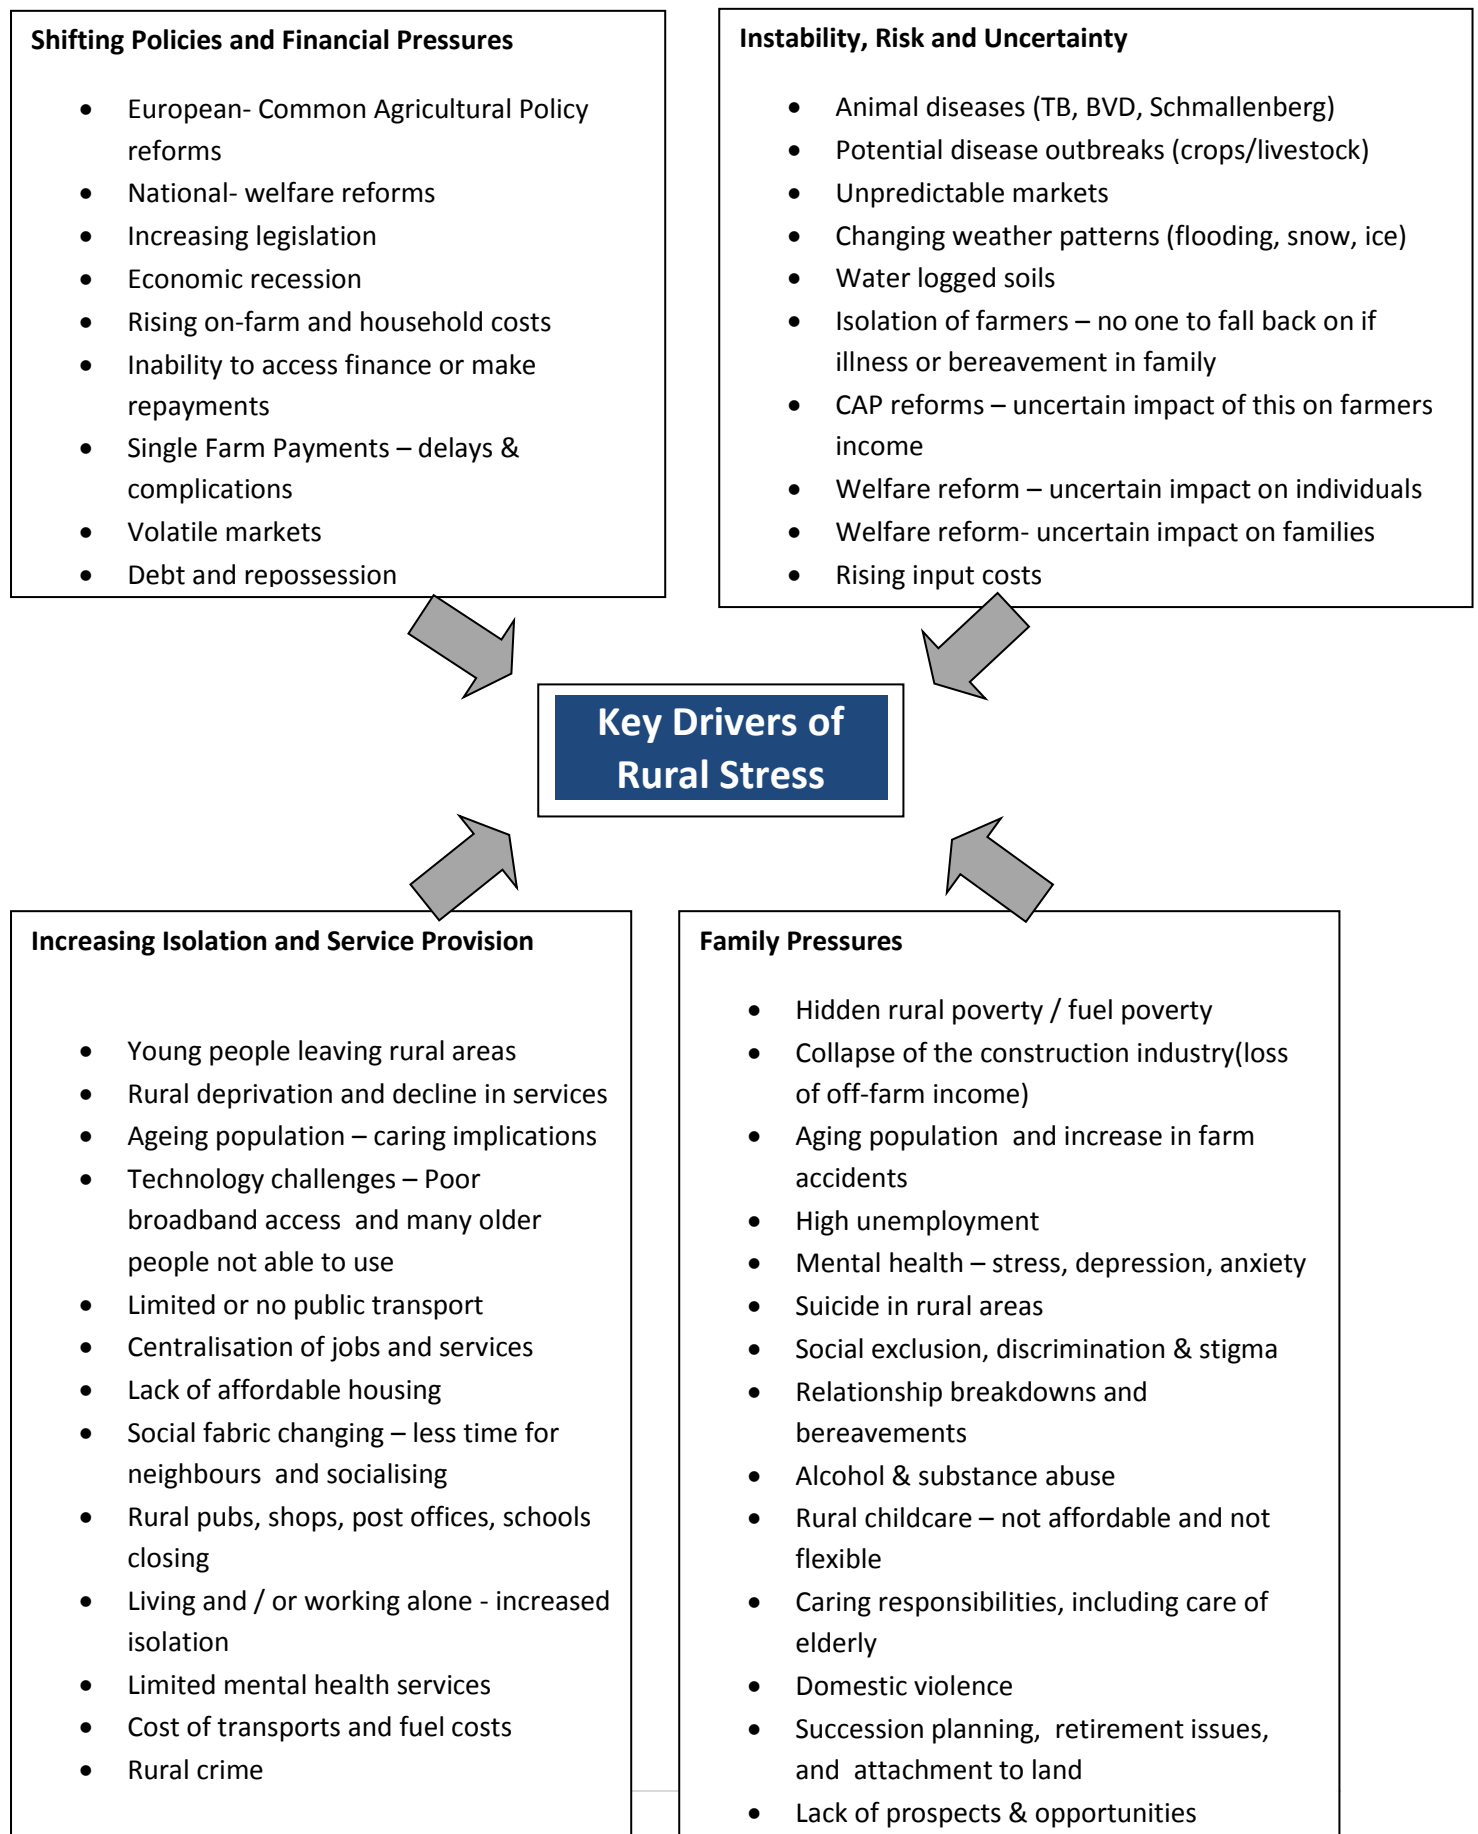 Shifting Policies and Financial Pressures
• European- Common Agricultural Policy
reforms
• National- welfare reforms
• Increasing legislation
• Economic recession
• Rising on-farm and household costs
• Inability to access finance or make
repayments
• Single Farm Payments – delays &
complications
• Volatile markets
• Debt and repossession
Instability, Risk and Uncertainty
• Animal diseases (TB, BVD, Schmallenberg)
• Potential disease outbreaks (crops/livestock)
• Unpredictable markets
• Changing weather patterns (flooding, snow, ice)
• Water logged soils
• Isolation of farmers – no one to fall back on if
illness or bereavement in family
• CAP reforms – uncertain impact of this on farmers
income
• Welfare reform – uncertain impact on individuals
• Welfare reform- uncertain impact on families
• Rising input costs
Key Drivers of
Rural Stress
Increasing Isolation and Service Provision
• Young people leaving rural areas
• Rural deprivation and decline in services
• Ageing population – caring implications
• Technology challenges – Poor
broadband access  and many older
people not able to use
• Limited or no public transport
• Centralisation of jobs and services
• Lack of affordable housing
• Social fabric changing – less time for
neighbours  and socialising
• Rural pubs, shops, post offices, schools
closing
• Living and / or working alone - increased
isolation
• Limited mental health services
• Cost of transports and fuel costs
• Rural crime
Family Pressures
• Hidden rural poverty / fuel poverty
• Collapse of the construction industry(loss
of off-farm income)
• Aging population  and increase in farm
accidents
• High unemployment
• Mental health – stress, depression, anxiety
• Suicide in rural areas
• Social exclusion, discrimination & stigma
• Relationship breakdowns and
bereavements
• Alcohol & substance abuse
• Rural childcare – not affordable and not
flexible
• Caring responsibilities, including care of
elderly
• Domestic violence
• Succession planning,  retirement issues,
and  attachment to land
• Lack of prospects & opportunities